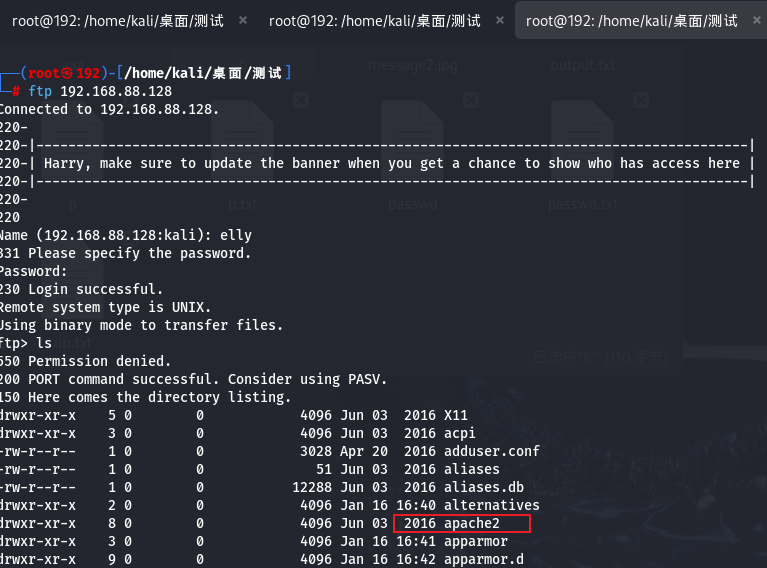 root@192: /home/kali/桌面/测试 × root@192: /home/kali/桌面/测试 × root@192: /home/kali/桌面/测试 ×
message2.jpg output.txt
┌──(root㉿192)-[/home/kali/桌面/测试]
└─# ftp 192.168.88.128
Connected to 192.168.88.128.
220-
220-|-----------------------------------------------------------------------------------------|
220-| Harry, make sure to update the banner when you get a chance to show who has access here |
220-|-----------------------------------------------------------------------------------------|
220-
p p.txt passwd passwd.txt
220
Name (192.168.88.128:kali): elly
331 Please specify the password.
Password:
230 Login successful.
Remote system type is UNIX.
Using binary mode to transfer files.
ftp> ls
550 Permission denied.
200 PORT command successful. Consider using PASV.
150 Here comes the directory listing.
drwxr-xr-x    5 0        0            4096 Jun 03  2016 X11
drwxr-xr-x    3 0        0            4096 Jun 03  2016 acpi
-rw-r--r--    1 0        0            3028 Apr 20  2016 adduser.conf
-rw-r--r--    1 0        0              51 Jun 03  2016 aliases
-rw-r--r--    1 0        0           12288 Jun 03  2016 aliases.db
drwxr-xr-x    2 0        0            4096 Jan 16 16:40 alternatives
drwxr-xr-x    8 0        0            4096 Jun 03  2016 apache2
drwxr-xr-x    3 0        0            4096 Jan 16 16:41 apparmor
drwxr-xr-x    9 0        0            4096 Jan 16 16:42 apparmor.d